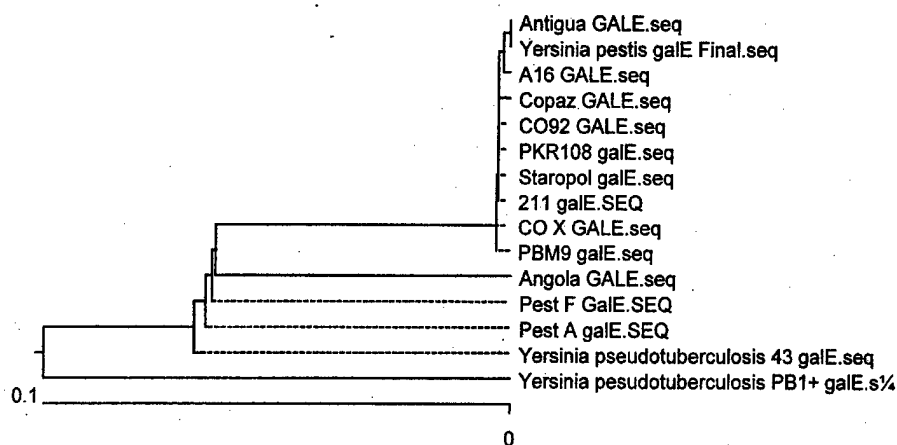 Antigua GALE.seq
Yersinia pestis galE Final.seq
A16 GALE.seq
Copaz GALE.seq
CO92 GALE.seq
PKR108 galE.seq
Staropol galE.seq
211 galE.SEQ
CO X GALE.seq
PBM9 galE.seq
Angola GALE.seq
Pest F GalE.SEQ
Pest A galE.SEQ
Yersinia pseudotuberculosis 43 galE.seq
Yersinia pesudotuberculosis PB1+ galE.s¼
0.1
0